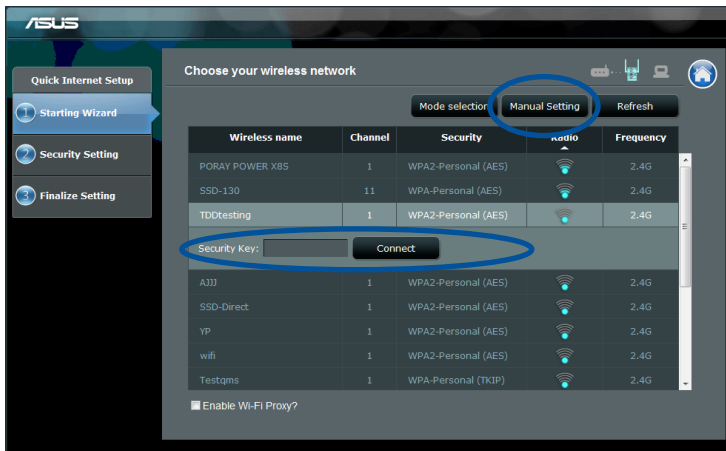 ASUS
Quick Internet Setup
1 Starting Wizard
2 Security Setting
3 Finalize Setting
Choose your wireless network
Mode selection Manual Setting Refresh
Wireless name Channel Security Radio Frequency
PORAY POWER X8S 1 WPA2-Personal (AES) 2.4G
SSD-130 11 WPA-Personal (AES) 2.4G
TDDtesting 1 WPA2-Personal (AES) 2.4G
Security Key: Connect
AJJJ 1 WPA2-Personal (AES) 2.4G
SSD-Direct 1 WPA2-Personal (AES) 2.4G
YP 1 WPA2-Personal (AES) 2.4G
wifi 1 WPA2-Personal (AES) 2.4G
Testqms 1 WPA-Personal (TKIP) 2.4G
Enable Wi-Fi Proxy?